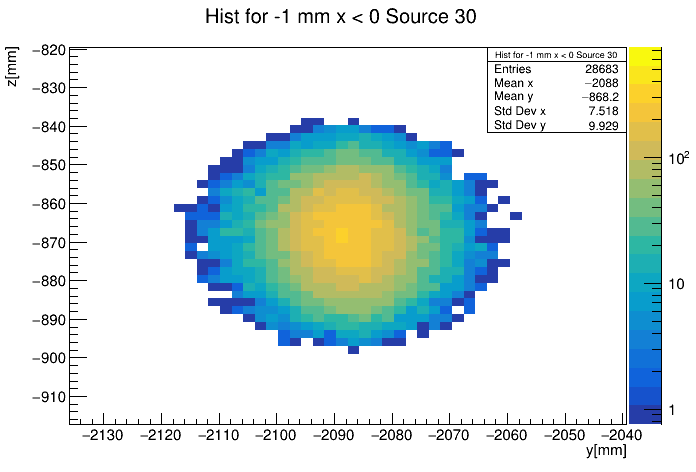 Hist for -1 mm x < 0 Source 30
z[mm]
−820
−830
−840
−850
−860
−870
−880
−890
−900
−910
Hist for -1 mm x < 0 Source 30
Entries 28683
Mean x −2088
Mean y −868.2
Std Dev x 7.518
Std Dev y 9.929
10²
10
1
−2130 −2120 −2110 −2100 −2090 −2080 −2070 −2060 −2050 −2040
y[mm]